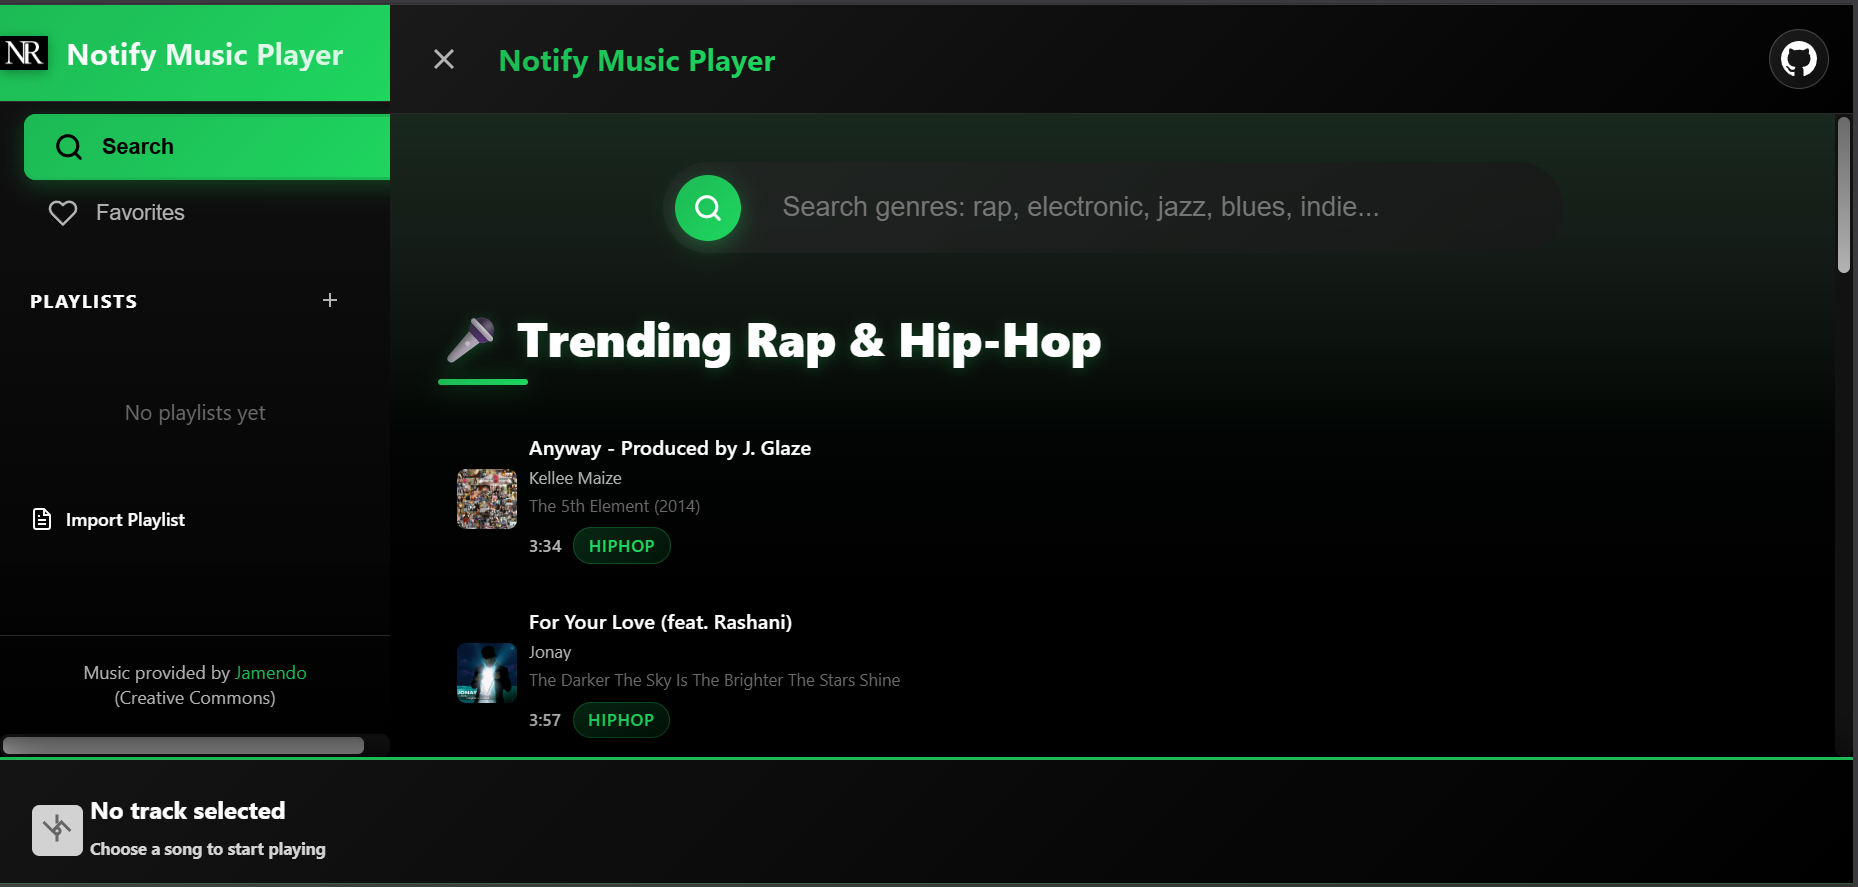 NR Notify Music Player
Search
Favorites
PLAYLISTS
No playlists yet
Import Playlist
Music provided by Jamendo
(Creative Commons)
Notify Music Player
Search genres: rap, electronic, jazz, blues, indie...
Trending Rap & Hip-Hop
Anyway - Produced by J. Glaze
Kellee Maize
The 5th Element (2014)
3:34 HIPHOP
For Your Love (feat. Rashani)
Jonay
The Darker The Sky Is The Brighter The Stars Shine
3:57 HIPHOP
JONAY
No track selected
Choose a song to start playing